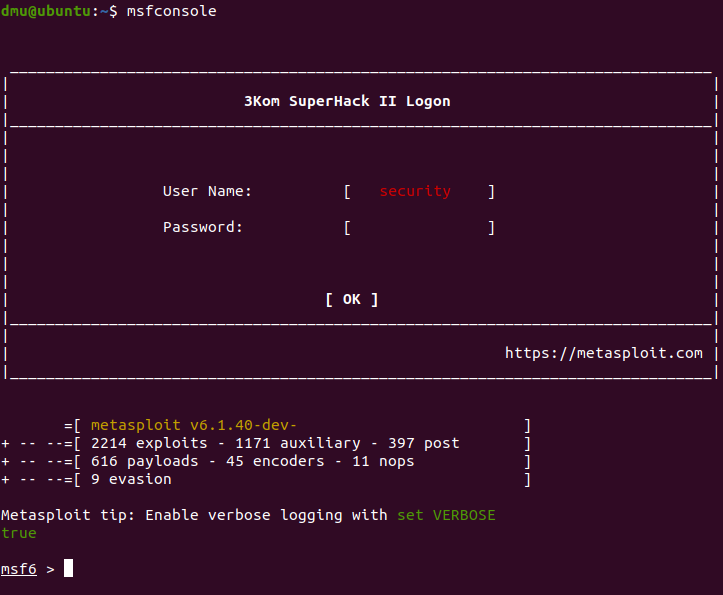 dmu@ubuntu:~$ msfconsole
3Kom SuperHack II Logon
User Name: [ security ]
Password: [ ]
[ OK ]
https://metasploit.com
=[ metasploit v6.1.40-dev- ]
+ -- --=[ 2214 exploits - 1171 auxiliary - 397 post ]
+ -- --=[ 616 payloads - 45 encoders - 11 nops ]
+ -- --=[ 9 evasion ]
Metasploit tip: Enable verbose logging with set VERBOSE
true
msf6 >